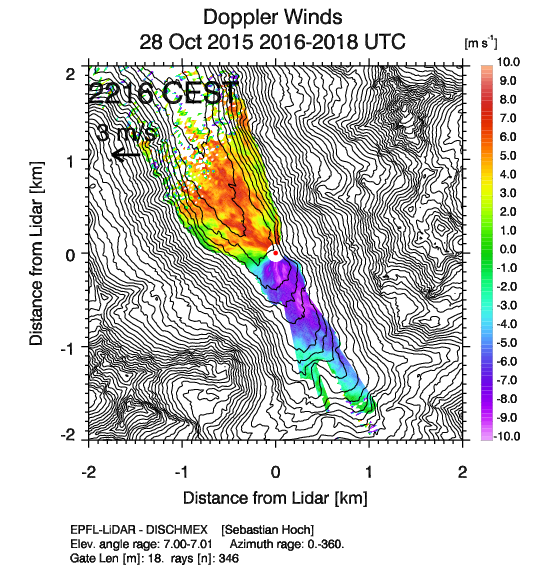 Doppler Winds
28 Oct 2015 2016-2018 UTC
[m s⁻¹]
2216 CEST
3 m/s
2
1
0
-1
-2
Distance from Lidar [km]
-2 -1 0 1 2
Distance from Lidar [km]
10.0
9.0
8.0
7.0
6.0
5.0
4.0
3.0
2.0
1.0
0.0
-1.0
-2.0
-3.0
-4.0
-5.0
-6.0
-7.0
-8.0
-9.0
-10.0
EPFL-LiDAR - DISCHMEX [Sebastian Hoch]
Elev. angle rage: 7.00-7.01 Azimuth rage: 0.-360.
Gate Len [m]: 18. rays [n]: 346